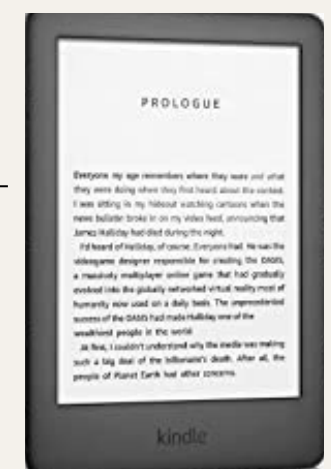 PROLOGUE
Everyone my age remembers where they were and what
they were doing when they first heard about the contest.
I was sitting in my hideout watching cartoons when the
news bulletin broke in on my video feed, announcing that
James Halliday had died during the night.
I'd heard of Halliday, of course. Everyone had. He was the
videogame designer responsible for creating the OASIS,
a massively multiplayer online game that had gradually
evolved into the globally networked virtual reality most of
humanity now used on a daily basis. The unprecedented
success of the OASIS had made Halliday one of the
wealthiest people in the world.
At first, I couldn't understand why the media was making
such a big deal of the billionaire's death. After all, the
people of Planet Earth had other concerns.
kindle